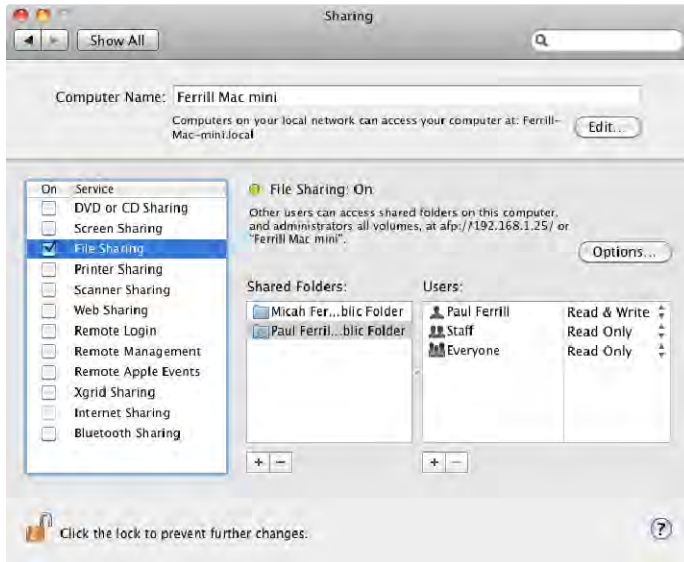 Sharing
Show All
Computer Name: Ferrill Mac mini
Computers on your local network can access your computer at: Ferrill-
Mac-mini.local
Edit...
On Service
DVD or CD Sharing
Screen Sharing
File Sharing
Printer Sharing
Scanner Sharing
Web Sharing
Remote Login
Remote Management
Remote Apple Events
Xgrid Sharing
Internet Sharing
Bluetooth Sharing
File Sharing: On
Other users can access shared folders on this computer,
and administrators all volumes, at afp://192.168.1.25/ or
"Ferrill Mac mini".
Options...
Shared Folders:
Micah Fer...blic Folder
Paul Ferril...blic Folder
+ −
Users:
Paul Ferrill Read & Write
Staff Read Only
Everyone Read Only
+ −
Click the lock to prevent further changes.
?